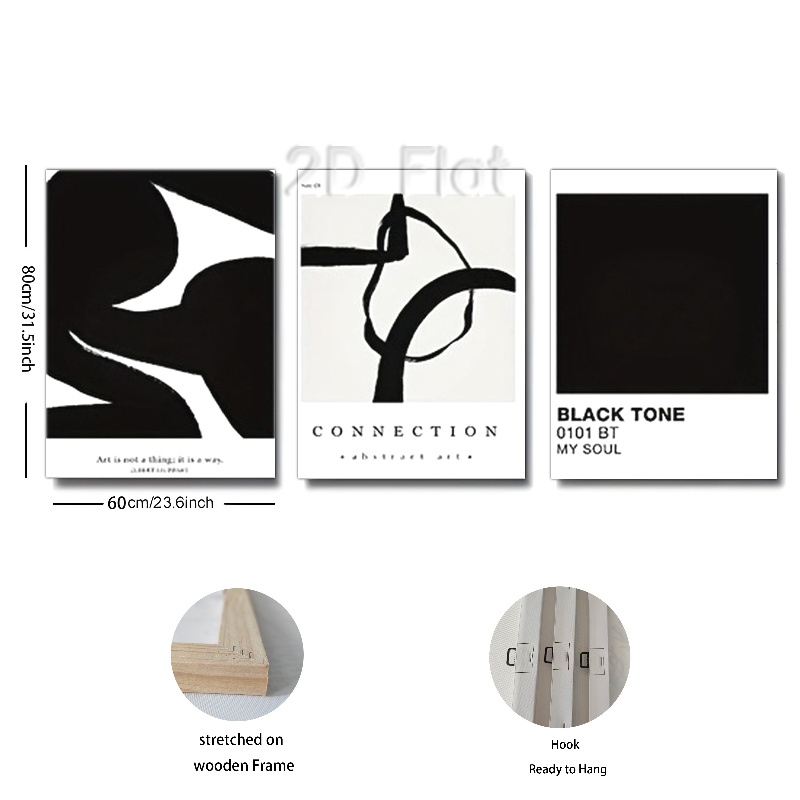 2D Flat
80cm/31.5inch
Art is not a thing; it is a way.
CONNECTION
•abstract art•
BLACK TONE
0101 BT
MY SOUL
60cm/23.6inch
stretched on
wooden Frame
Hook
Ready to Hang